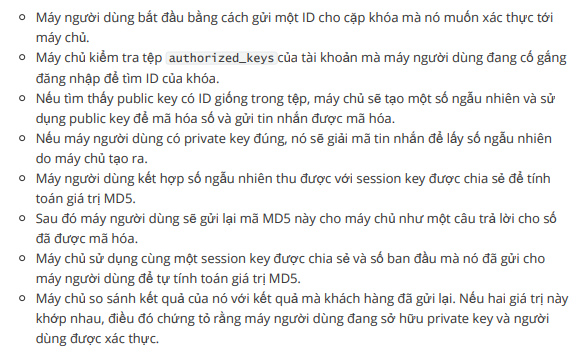 Máy người dùng bắt đầu bằng cách gửi một ID cho cặp khóa mà nó muốn xác thực tới
máy chủ.
Máy chủ kiểm tra tệp authorized_keys của tài khoản mà máy người dùng đang cố gắng
đăng nhập để tìm ID của khóa.
Nếu tìm thấy public key có ID giống trong tệp, máy chủ sẽ tạo một số ngẫu nhiên và sử
dụng public key để mã hóa số và gửi tin nhắn được mã hóa.
Nếu máy người dùng có private key đúng, nó sẽ giải mã tin nhắn để lấy số ngẫu nhiên
do máy chủ tạo ra.
Máy người dùng kết hợp số ngẫu nhiên thu được với session key được chia sẻ để tính
toán giá trị MD5.
Sau đó máy người dùng sẽ gửi lại mã MD5 này cho máy chủ như một câu trả lời cho số
đã được mã hóa.
Máy chủ sử dụng cùng một session key được chia sẻ và số ban đầu mà nó đã gửi cho
máy người dùng để tự tính toán giá trị MD5.
Máy chủ so sánh kết quả của nó với kết quả mà khách hàng đã gửi lại. Nếu hai giá trị này
khớp nhau, điều đó chứng tỏ rằng máy người dùng đang sở hữu private key và người
dùng được xác thực.